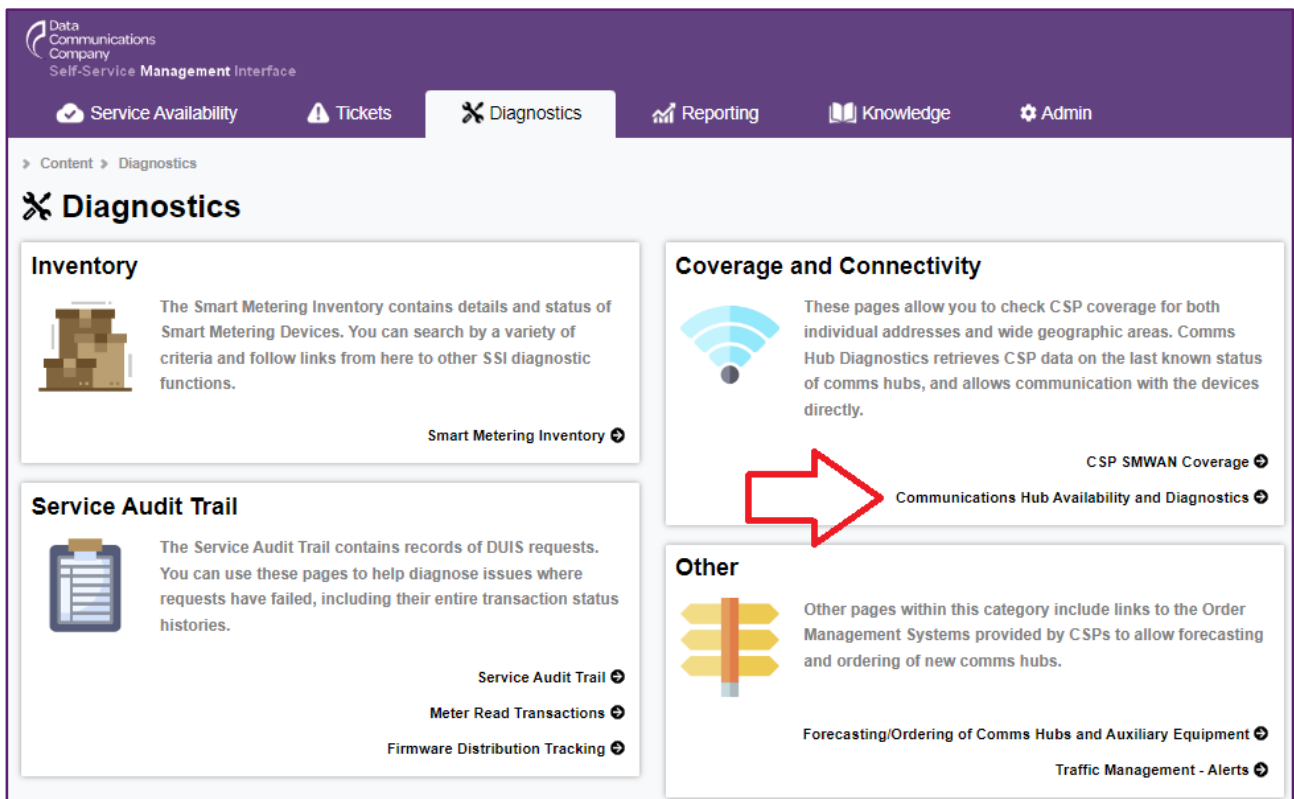 Data
Communications
Company
Self-Service Management Interface
Service Availability
Tickets
Diagnostics
Reporting
Knowledge
Admin
Content
Diagnostics
Diagnostics
Inventory
The Smart Metering Inventory contains details and status of
Smart Metering Devices. You can search by a variety of
criteria and follow links from here to other SSI diagnostic
functions.
Smart Metering Inventory
Service Audit Trail
The Service Audit Trail contains records of DUIS requests.
You can use these pages to help diagnose issues where
requests have failed, including their entire transaction status
histories.
Service Audit Trail
Meter Read Transactions
Firmware Distribution Tracking
Coverage and Connectivity
These pages allow you to check CSP coverage for both
individual addresses and wide geographic areas. Comms
Hub Diagnostics retrieves CSP data on the last known status
of comms hubs, and allows communication with the devices
directly.
CSP SMWAN Coverage
Communications Hub Availability and Diagnostics
Other
Other pages within this category include links to the Order
Management Systems provided by CSPs to allow forecasting
and ordering of new comms hubs.
Forecasting/Ordering of Comms Hubs and Auxiliary Equipment
Traffic Management - Alerts